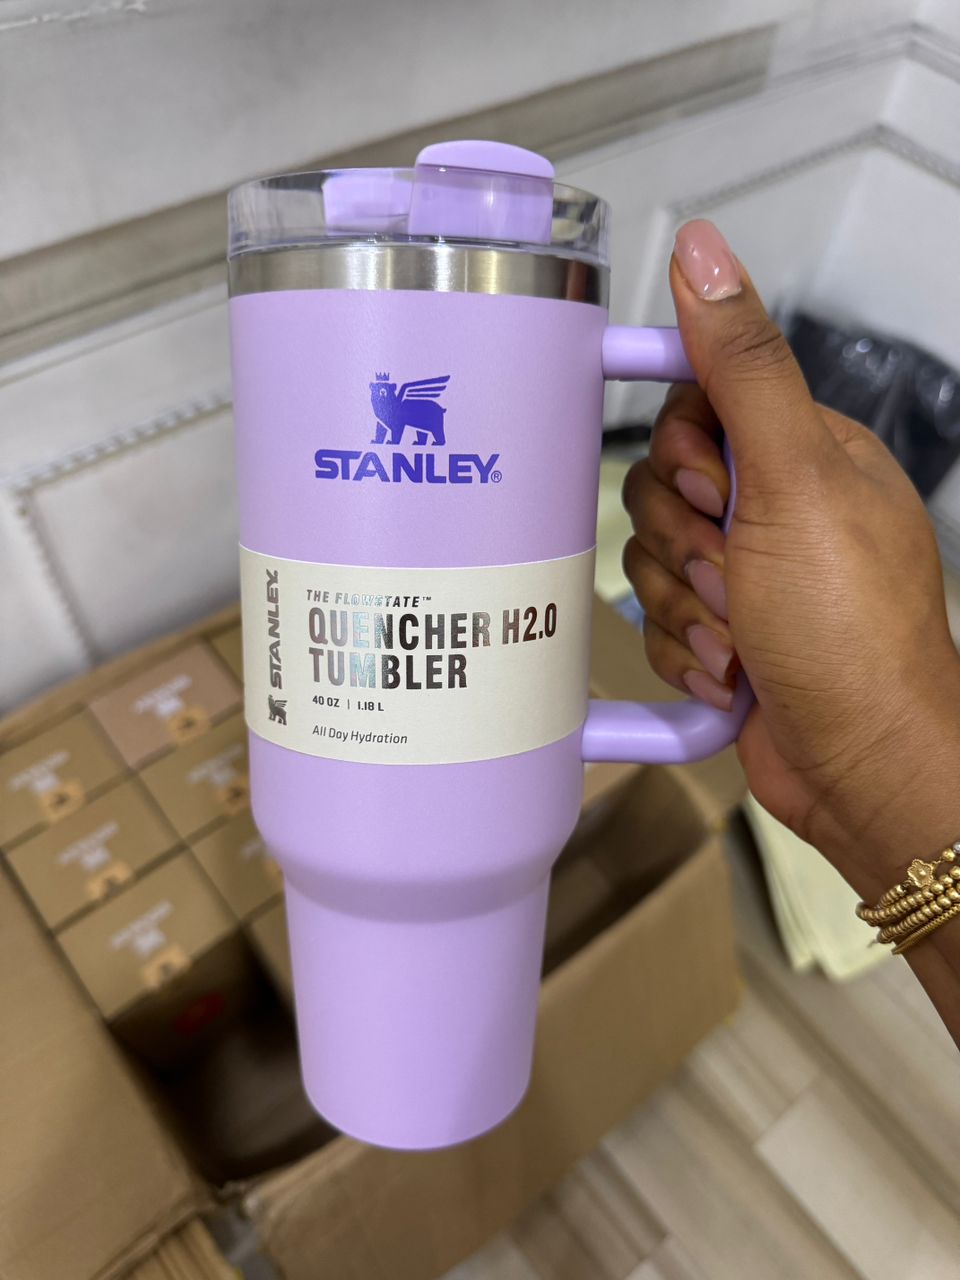 STANLEY®
STANLEY
THE FLOWSTATE™
QUENCHER H2.0
TUMBLER
40 OZ | 1.18 L
All Day Hydration